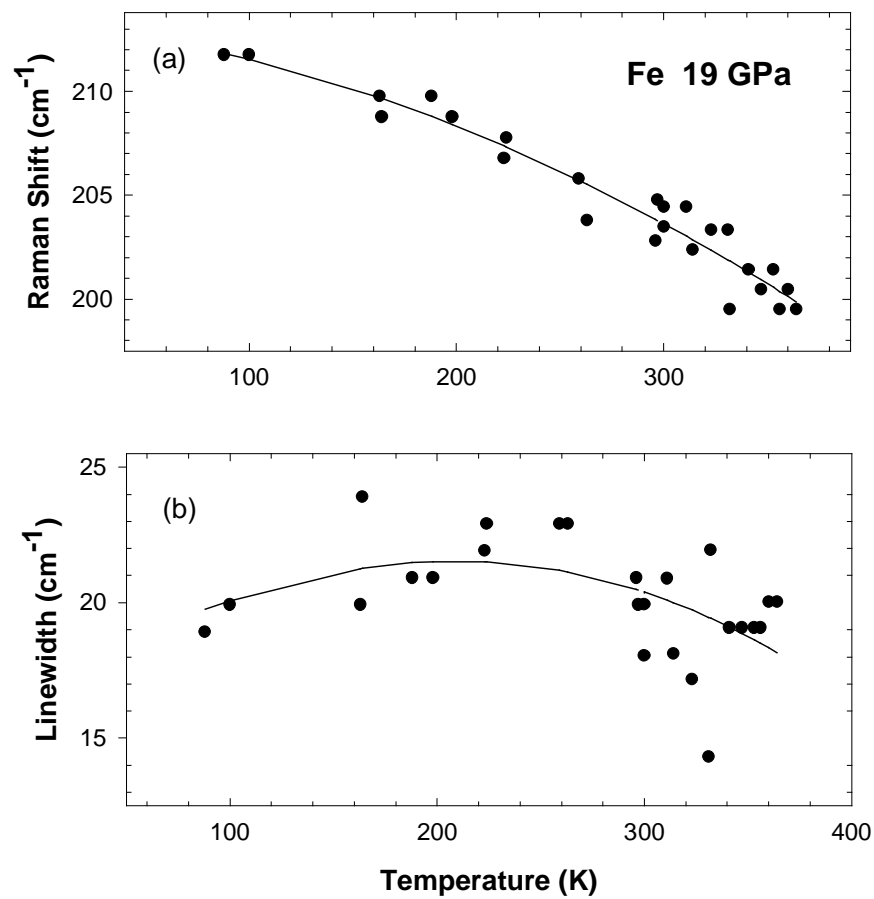 (a)
Fe 19 GPa
Raman Shift (cm⁻¹)
210
205
200
100
200
300
(b)
Linewidth (cm⁻¹)
25
20
15
100
200
300
400
Temperature (K)